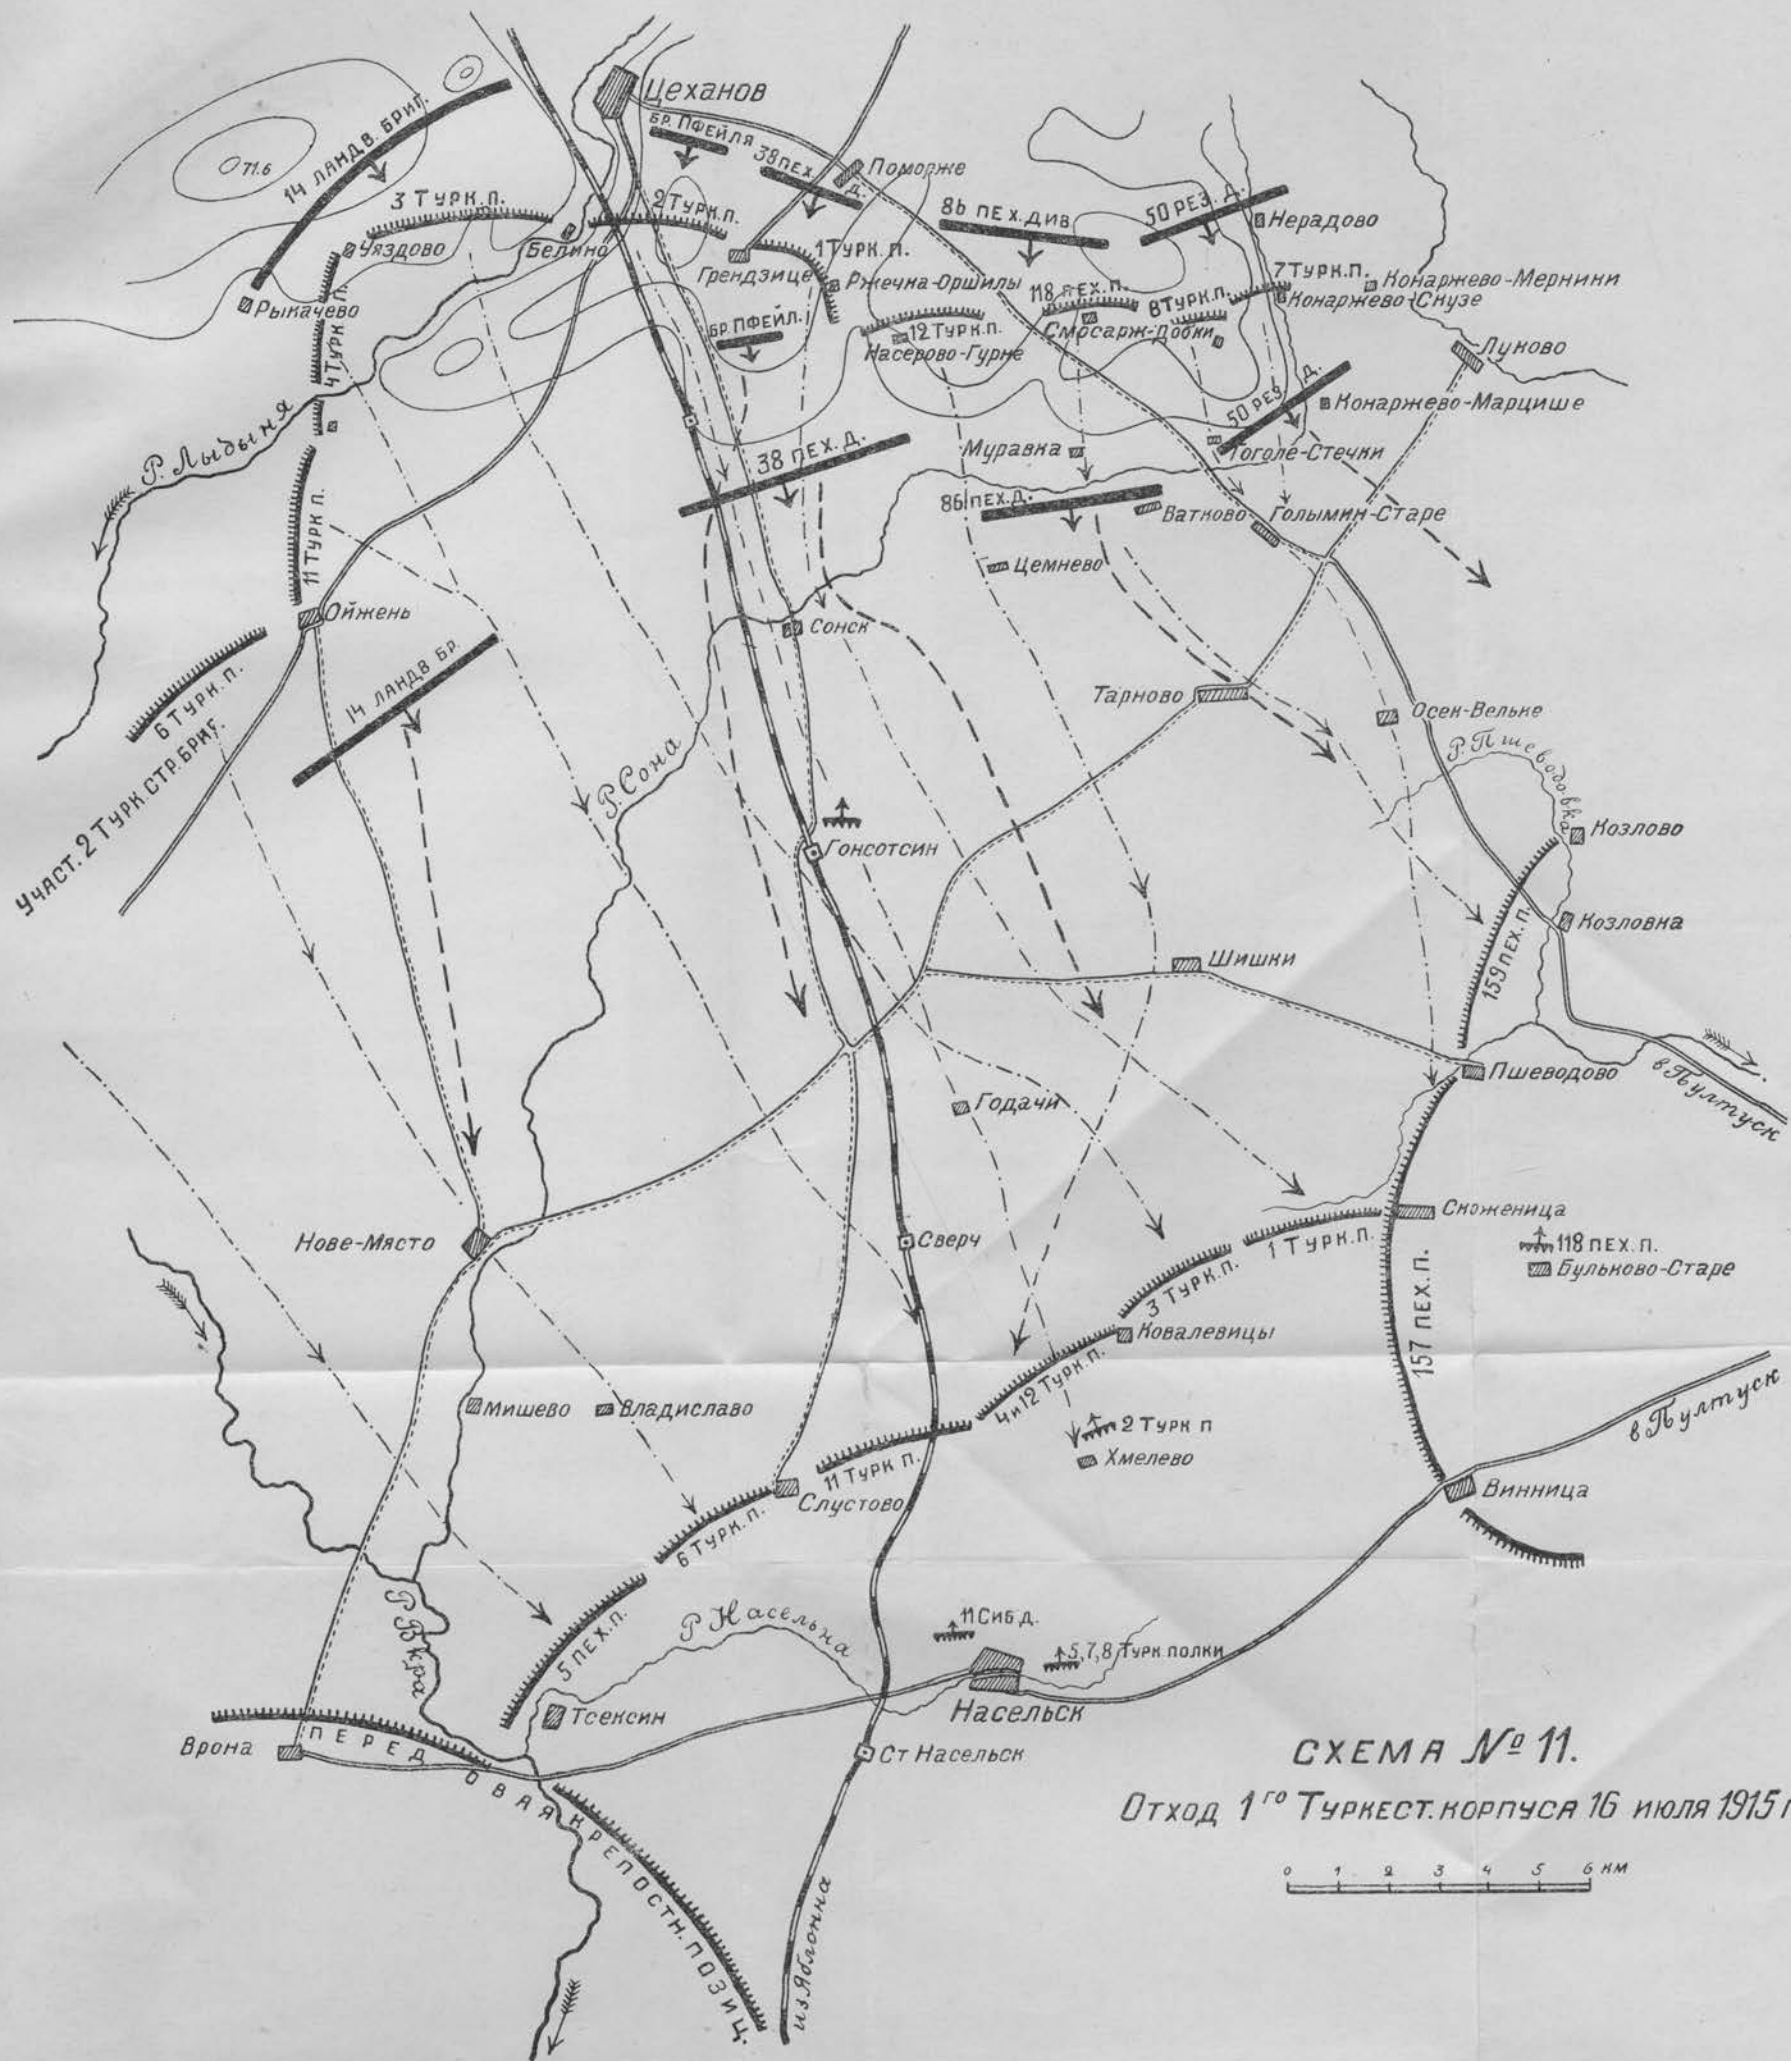 Цеханов
14 ЛАНДВ. БРИГ.
71.6
БР. ПФЕЙЛЯ
38 ПЕХ. Д.
Поморже
3 ТУРК. П.
2 ТУРК. П.
86 ПЕХ. ДИВ
50 РЕЗ. Д.
Нерадово
Уяздово
Белино
Грендзице
1 ТУРК. П.
7 ТУРК. П.
Конаржево-Мерники
Рыкачево
Ржечка-Оршилы
118 ПЕХ. П.
8 ТУРК. П.
Конаржево-Скузе
4 ТУРК. П.
БР. ПФЕЙЛ.
12 ТУРК. П.
Насерово-Гурне
Смосарж-Добки
Луково
50 РЕЗ. Д.
Конаржево-Марцише
Р. Лыдыня
38 ПЕХ. Д.
Муравка
Гоголе-Стечки
11 ТУРК П.
86 ПЕХ. Д.
Ватково
Голымин-Старе
Цемнево
Ойжень
Сонск
6 ТУРК. П.
УЧАСТ. 2 ТУРК. СТР. БРИГ.
14 ЛАНДВ БР.
Тарново
Осек-Вельке
Р. Пшеводовка
Р. Сона
Гонсотсин
Козлово
Козловка
159 ПЕХ. П.
Шишки
Пшеводово
в Пултуск
Годачи
Нове-Място
Сверч
1 ТУРК. П.
Скоженица
118 ПЕХ. П.
Бульково-Старе
3 ТУРК. П.
Ковалевицы
157 ПЕХ. П.
4 и 12 ТУРК. П.
Мишево
Владиславо
2 ТУРК П
Хмелево
11 ТУРК П.
в Пултуск
Слустово
Винница
6 ТУРК. П.
5 ПЕХ. П.
Р. Насельна
Р. Вкра
11 СИБ Д.
5, 7, 8 ТУРК ПОЛКИ
Насельск
Тсексин
Врона
Ст Насельск
ПЕРЕДОВАЯ КРЕПОСТН. ПОЗИЦ.
из Яблонна
СХЕМА № 11.
ОТХОД 1го ТУРКЕСТ. КОРПУСА 16 ИЮЛЯ 1915 Г
0 1 2 3 4 5 6 КМ